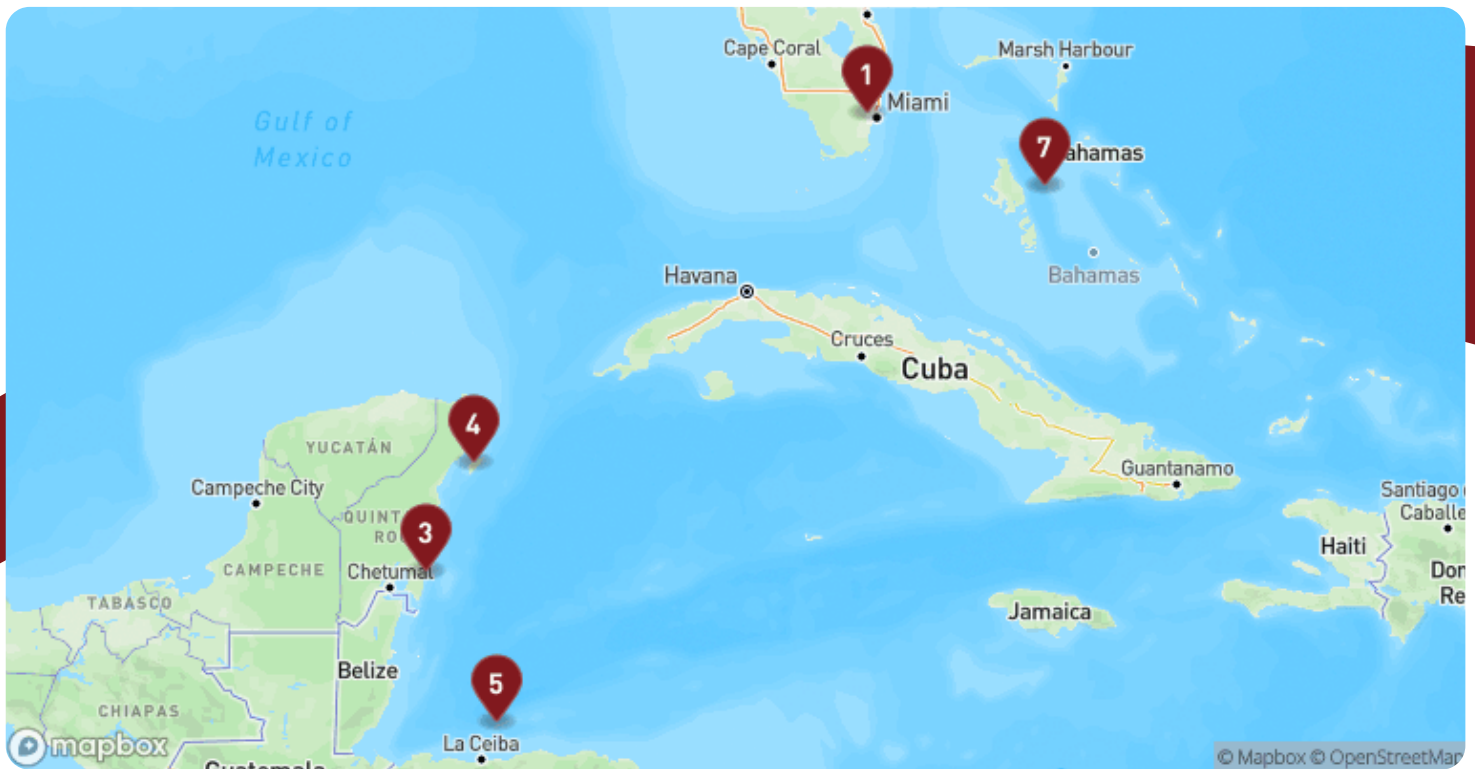 Cape Coral
Marsh Harbour
1
Miami
Gulf of
Mexico
7
ahamas
Havana
Bahamas
Cruces
Cuba
4
YUCATÁN
Guantanamo
Campeche City
Santiago
Caballe
3
QUINT
RO
Haiti
CAMPECHE
Chetumal
Dom
Re
TABASCO
Jamaica
Belize
5
CHIAPAS
mapbox
La Ceiba
© Mapbox © OpenStreetMap
Guatemala